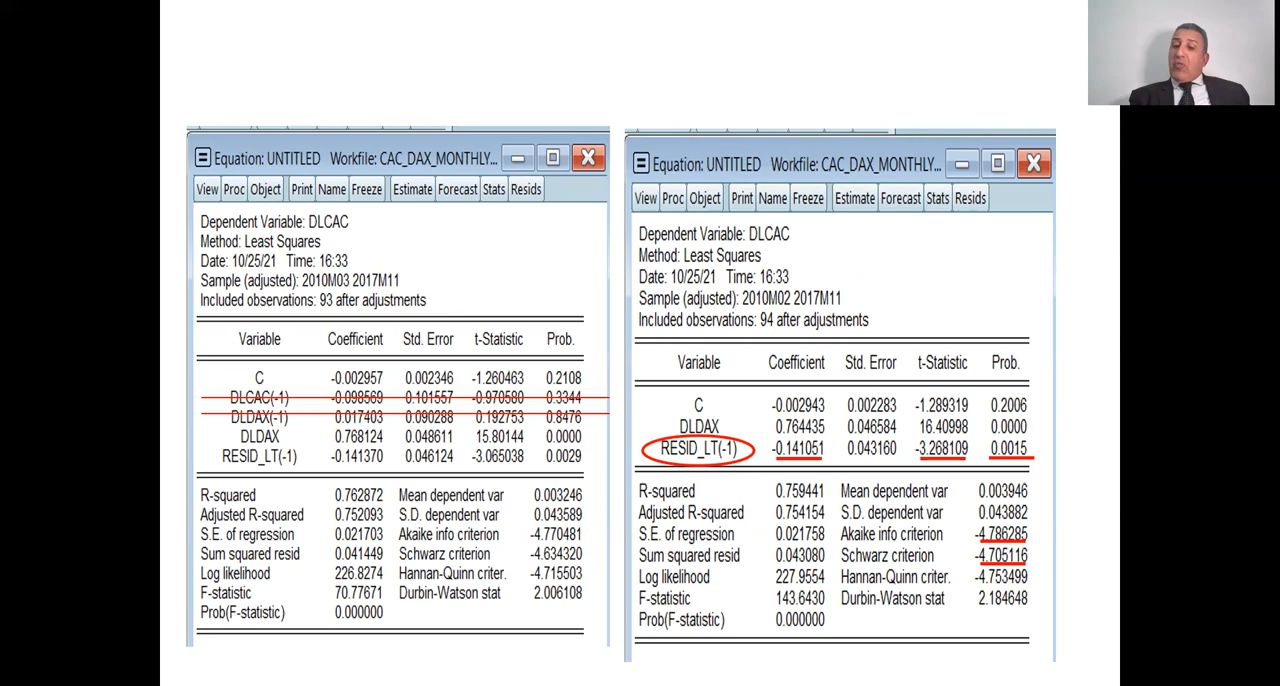 Equation: UNTITLED Workfile: CAC_DAX_MONTHLY...
View Proc Object Print Name Freeze Estimate Forecast Stats Resids
Dependent Variable: DLCAC
Method: Least Squares
Date: 10/25/21 Time: 16:33
Sample (adjusted): 2010M03 2017M11
Included observations: 93 after adjustments
Variable Coefficient Std. Error t-Statistic Prob.
C -0.002957 0.002346 -1.260463 0.2108
DLCAC(-1) -0.098569 0.101557 -0.970580 0.3344
DLDAX(-1) 0.017403 0.090288 0.192753 0.8476
DLDAX 0.768124 0.048611 15.80144 0.0000
RESID_LT(-1) -0.141370 0.046124 -3.065038 0.0029
R-squared 0.762872 Mean dependent var 0.003246
Adjusted R-squared 0.752093 S.D. dependent var 0.043589
S.E. of regression 0.021703 Akaike info criterion -4.770481
Sum squared resid 0.041449 Schwarz criterion -4.634320
Log likelihood 226.8274 Hannan-Quinn criter. -4.715503
F-statistic 70.77671 Durbin-Watson stat 2.006108
Prob(F-statistic) 0.000000
Equation: UNTITLED Workfile: CAC_DAX_MONTHLY...
View Proc Object Print Name Freeze Estimate Forecast Stats Resids
Dependent Variable: DLCAC
Method: Least Squares
Date: 10/25/21 Time: 16:33
Sample (adjusted): 2010M02 2017M11
Included observations: 94 after adjustments
Variable Coefficient Std. Error t-Statistic Prob.
C -0.002943 0.002283 -1.289319 0.2006
DLDAX 0.764435 0.046584 16.40998 0.0000
RESID_LT(-1) -0.141051 0.043160 -3.268109 0.0015
R-squared 0.759441 Mean dependent var 0.003946
Adjusted R-squared 0.754154 S.D. dependent var 0.043882
S.E. of regression 0.021758 Akaike info criterion -4.786285
Sum squared resid 0.043080 Schwarz criterion -4.705116
Log likelihood 227.9554 Hannan-Quinn criter. -4.753499
F-statistic 143.6430 Durbin-Watson stat 2.184648
Prob(F-statistic) 0.000000